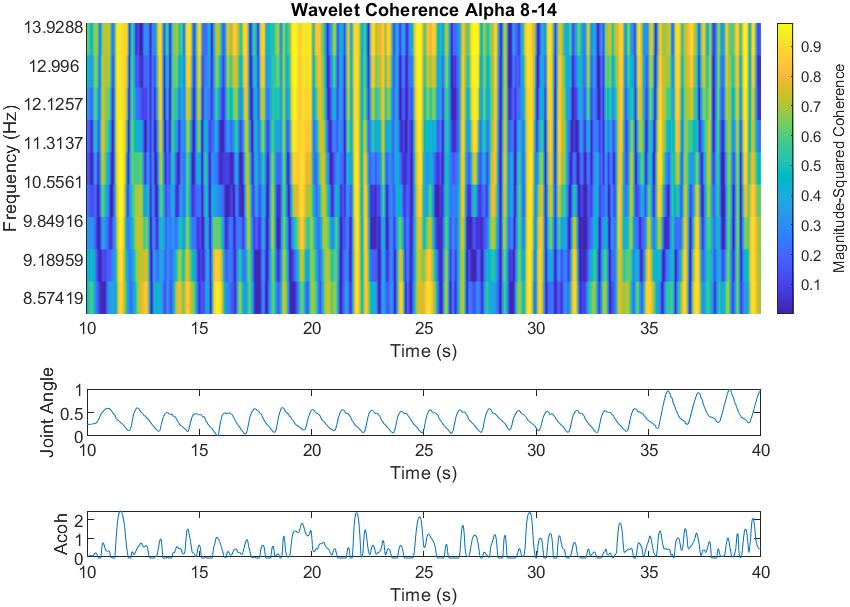 Wavelet Coherence Alpha 8-14
Frequency (Hz)
13.9288
12.996
12.1257
11.3137
10.5561
9.84916
9.18959
8.57419
10 15 20 25 30 35
Time (s)
0.9
0.8
0.7
0.6
0.5
0.4
0.3
0.2
0.1
Magnitude-Squared Coherence
Joint Angle
1
0.5
0
10 15 20 25 30 35 40
Time (s)
Acoh
2
1
0
10 15 20 25 30 35 40
Time (s)